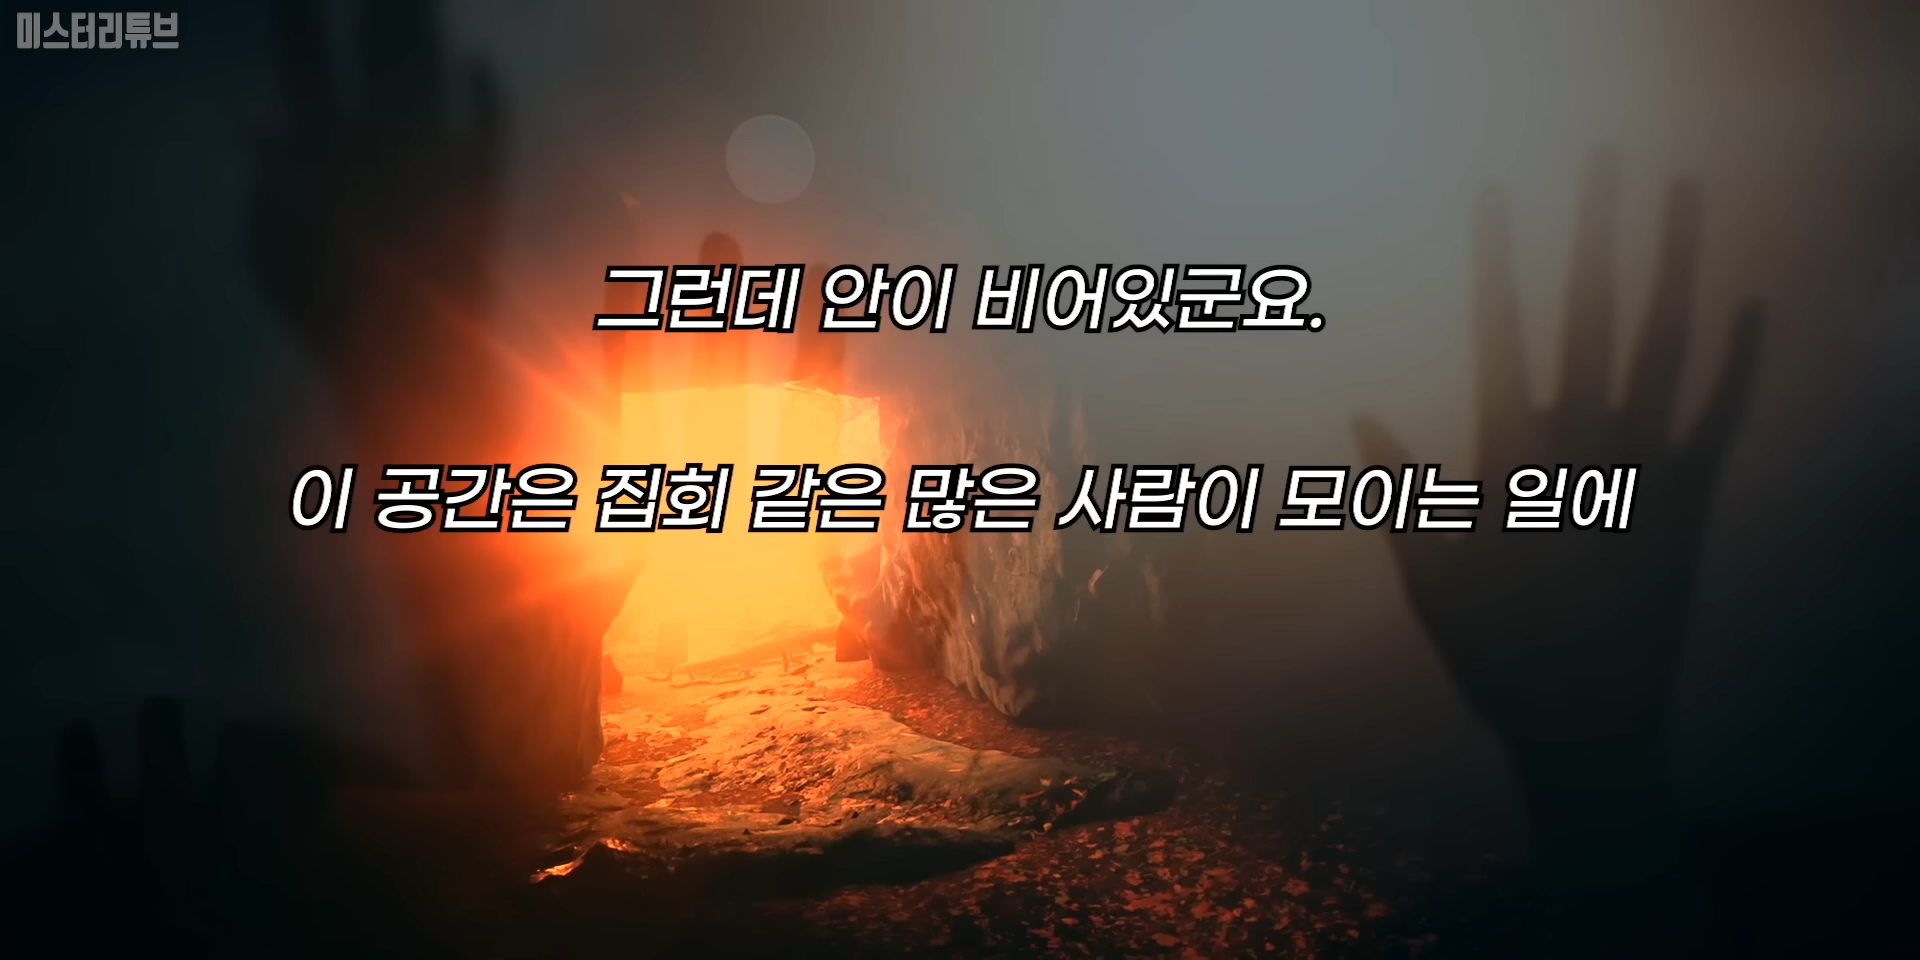 미스터리튜브
그런데 안이 비어있군요.
이 공간은 집회 같은 많은 사람이 모이는 일에